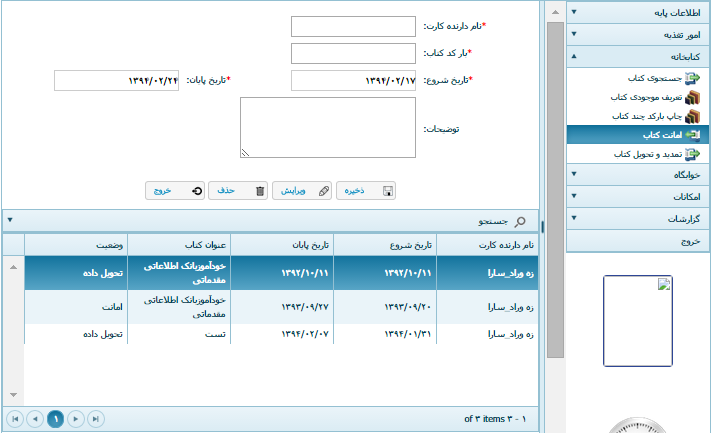 اطلاعات پایه
امور تغذیه
کتابخانه
جستجوی کتاب
تعریف موجودی کتاب
چاپ بارکد چند کتاب
امانت کتاب
تمدید و تحویل کتاب
خوابگاه
امکانات
گزارشات
خروج
*نام دارنده کارت:
*بار کد کتاب:
*تاریخ شروع: ۱۳۹۴/۰۲/۱۷ *تاریخ پایان: ۱۳۹۴/۰۲/۲۴
توضیحات:
ذخیره ویرایش حذف خروج
جستجو
نام دارنده کارت تاریخ شروع تاریخ پایان عنوان کتاب وضعیت
زه وراد_سارا ۱۳۹۲/۱۰/۱۱ ۱۳۹۲/۱۰/۱۱ خودآموزبانک اطلاعاتی مقدماتی تحویل داده
زه وراد_سارا ۱۳۹۳/۰۹/۲۰ ۱۳۹۳/۰۹/۲۷ خودآموزبانک اطلاعاتی مقدماتی امانت
زه وراد_سارا ۱۳۹۴/۰۱/۳۱ ۱۳۹۴/۰۲/۰۷ تست تحویل داده
۱ - ۳ of ۳ items
۱